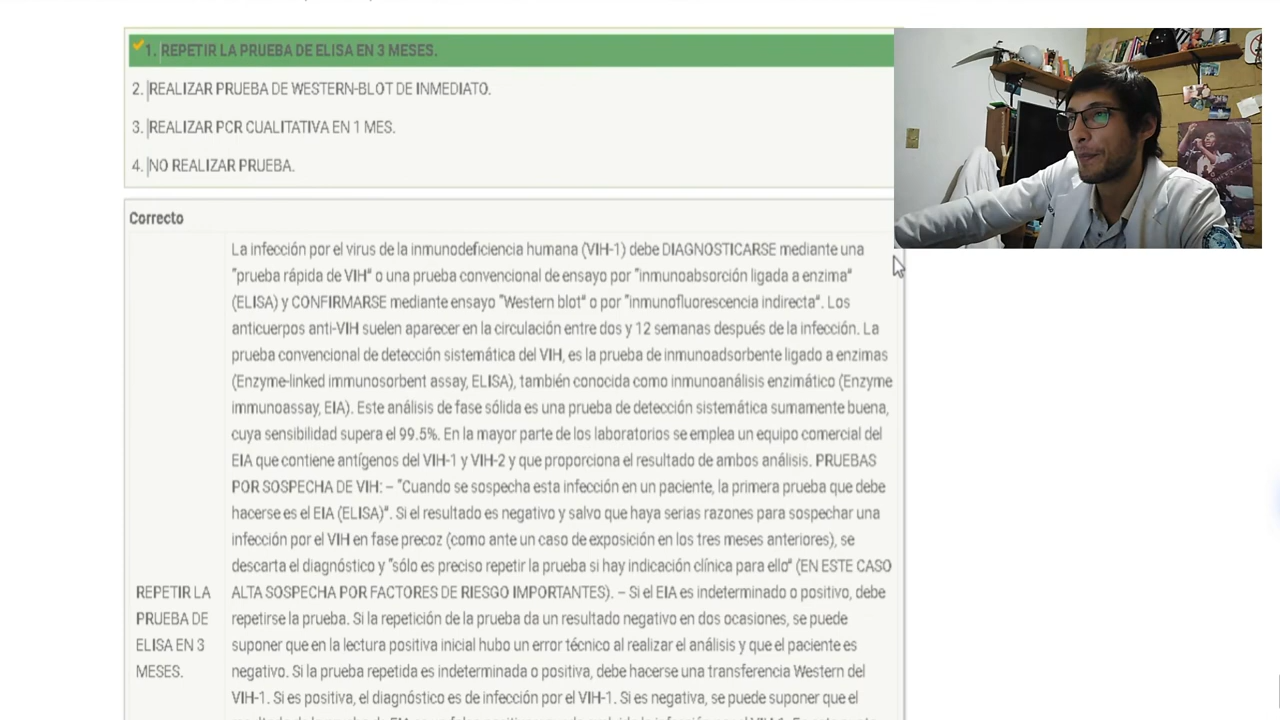 1. REPETIR LA PRUEBA DE ELISA EN 3 MESES.
2. REALIZAR PRUEBA DE WESTERN-BLOT DE INMEDIATO.
3. REALIZAR PCR CUALITATIVA EN 1 MES.
4. NO REALIZAR PRUEBA.
Correcto
REPETIR LA
PRUEBA DE
ELISA EN 3
MESES.
La infección por el virus de la inmunodeficiencia humana (VIH-1) debe DIAGNOSTICARSE mediante una
"prueba rápida de VIH" o una prueba convencional de ensayo por "inmunoabsorción ligada a enzima"
(ELISA) y CONFIRMARSE mediante ensayo "Western blot" o por "inmunofluorescencia indirecta". Los
anticuerpos anti-VIH suelen aparecer en la circulación entre dos y 12 semanas después de la infección. La
prueba convencional de detección sistemática del VIH, es la prueba de inmunoadsorbente ligado a enzimas
(Enzyme-linked immunosorbent assay, ELISA), también conocida como inmunoanálisis enzimático (Enzyme
immunoassay, EIA). Este análisis de fase sólida es una prueba de detección sistemática sumamente buena,
cuya sensibilidad supera el 99.5%. En la mayor parte de los laboratorios se emplea un equipo comercial del
EIA que contiene antígenos del VIH-1 y VIH-2 y que proporciona el resultado de ambos análisis. PRUEBAS
POR SOSPECHA DE VIH: – "Cuando se sospecha esta infección en un paciente, la primera prueba que debe
hacerse es el EIA (ELISA)". Si el resultado es negativo y salvo que haya serias razones para sospechar una
infección por el VIH en fase precoz (como ante un caso de exposición en los tres meses anteriores), se
descarta el diagnóstico y "sólo es preciso repetir la prueba si hay indicación clínica para ello" (EN ESTE CASO
ALTA SOSPECHA POR FACTORES DE RIESGO IMPORTANTES). – Si el EIA es indeterminado o positivo, debe
repetirse la prueba. Si la repetición de la prueba da un resultado negativo en dos ocasiones, se puede
suponer que en la lectura positiva inicial hubo un error técnico al realizar el análisis y que el paciente es
negativo. Si la prueba repetida es indeterminada o positiva, debe hacerse una transferencia Western del
VIH-1. Si es positiva, el diagnóstico es de infección por el VIH-1. Si es negativa, se puede suponer que el